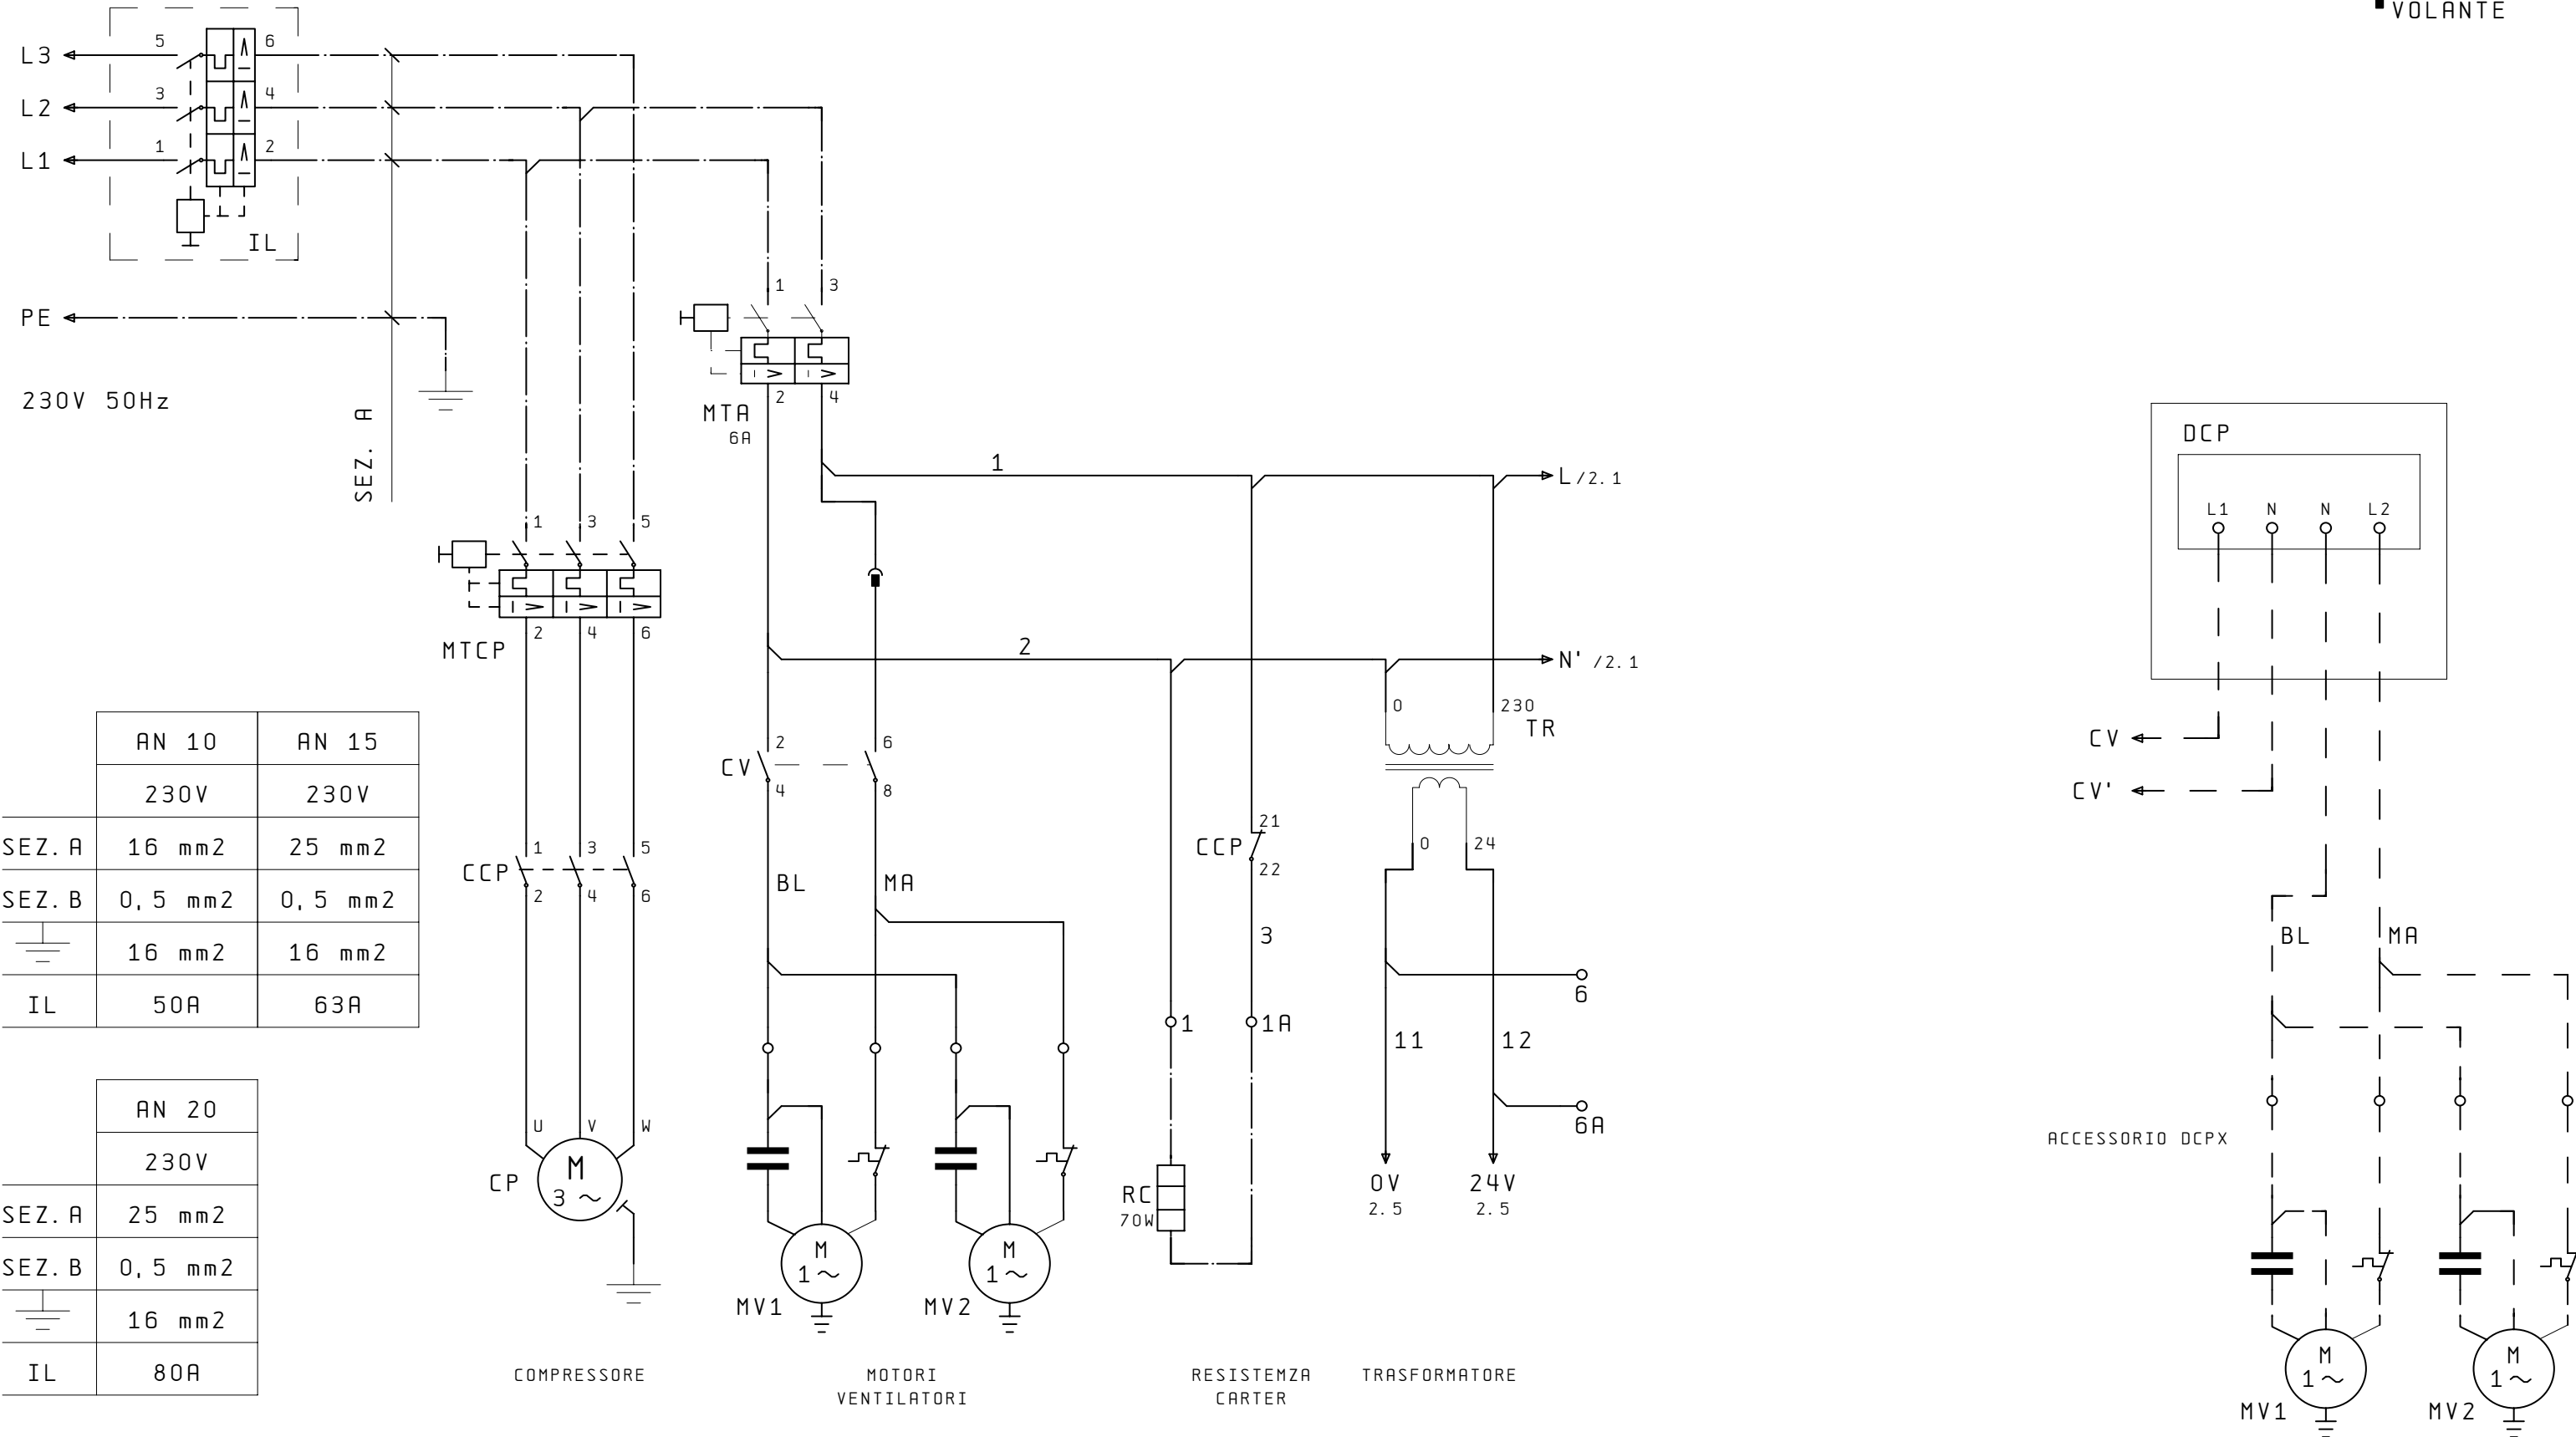 VOLANTE
L3 5 6
L2 3 4
L1 1 2
IL
PE
230V 50Hz
SEZ. A
1 3
2 4
MTA
6A
1
L /2.1
1 3 5
2 4 6
MTCP
2
N' /2.1
0 230
TR
2 6
CV
4 8
0 24
21
CCP
22
1 3 5
CCP
2 4 6
BL MA
3
6
1 1A
11 12
6A
U V W
CP
M
3 ~
RC
70W
0V 24V
2.5 2.5
M
1 ~
MV1
M
1 ~
MV2
COMPRESSORE
MOTORI
VENTILATORI
RESISTEMZA
CARTER
TRASFORMATORE
AN 10 AN 15
230V 230V
SEZ. A 16 mm2 25 mm2
SEZ. B 0,5 mm2 0,5 mm2
16 mm2 16 mm2
IL 50A 63A
AN 20
230V
SEZ. A 25 mm2
SEZ. B 0,5 mm2
16 mm2
IL 80A
DCP
L1 N N L2
CV
CV'
BL MA
ACCESSORIO DCPX
M
1 ~
MV1
M
1 ~
MV2